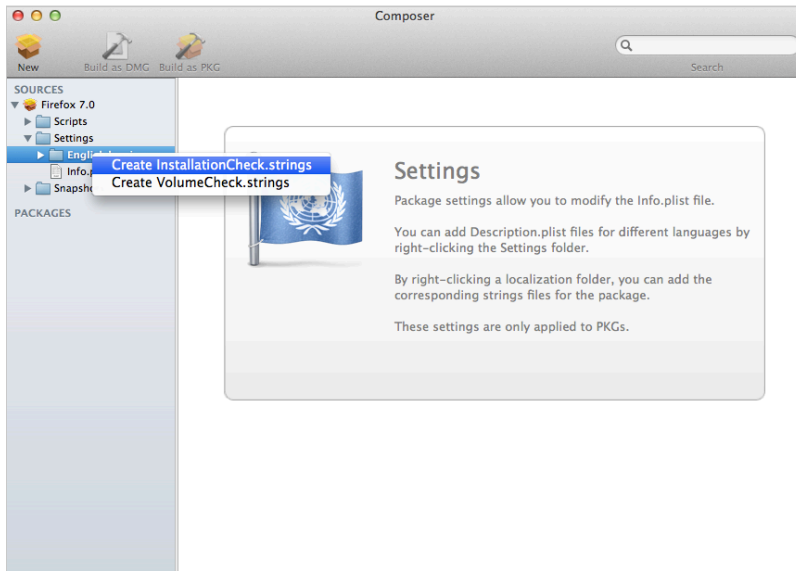 Composer
New
Build as DMG
Build as PKG
Search
SOURCES
Firefox 7.0
Scripts
Settings
Create InstallationCheck.strings
Info.p
Create VolumeCheck.strings
Snapsho
PACKAGES
Settings
Package settings allow you to modify the Info.plist file.
You can add Description.plist files for different languages by
right-clicking the Settings folder.
By right-clicking a localization folder, you can add the
corresponding strings files for the package.
These settings are only applied to PKGs.